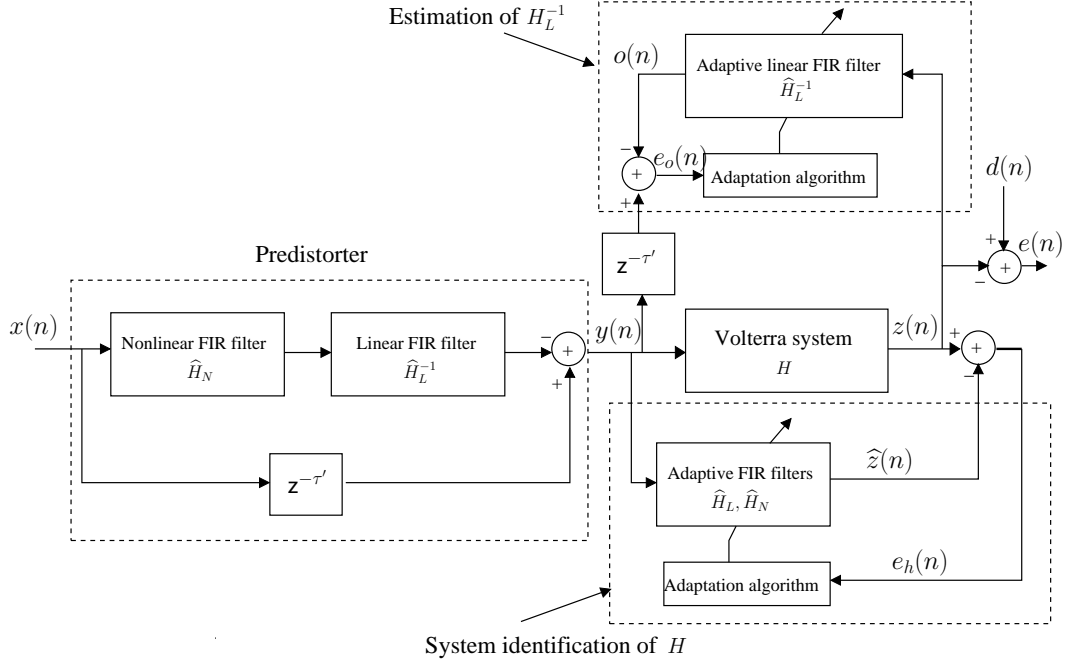 Estimation of $H_L^{-1}$
$o(n)$
Adaptive linear FIR filter
$\widehat{H}_L^{-1}$
−
+
$e_o(n)$
Adaptation algorithm
+
$d(n)$
+
$e(n)$
+
−
Predistorter
$z^{-\tau'}$
$x(n)$
Nonlinear FIR filter
$\widehat{H}_N$
Linear FIR filter
$\widehat{H}_L^{-1}$
−
+
+
$y(n)$
Volterra system
$H$
$z(n)$
+
+
−
$z^{-\tau'}$
Adaptive FIR filters
$\widehat{H}_L, \widehat{H}_N$
$\widehat{z}(n)$
Adaptation algorithm
$e_h(n)$
System identification of $H$